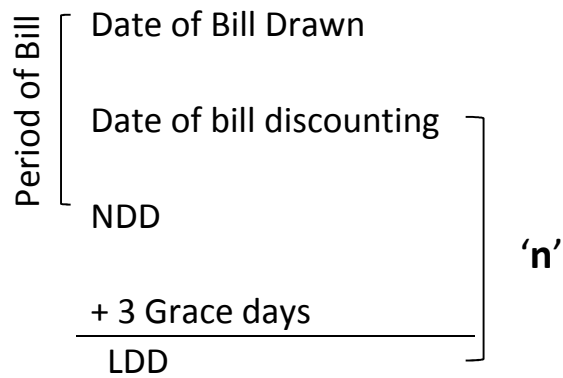 Period of Bill
Date of Bill Drawn
Date of bill discounting
NDD
‘n’
+ 3 Grace days
LDD